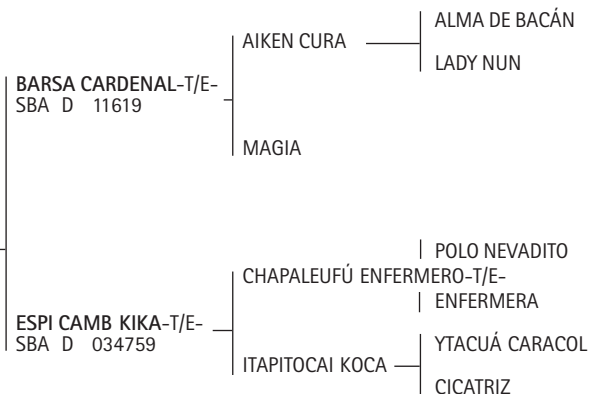 ALMA DE BACÁN
AIKEN CURA
LADY NUN
BARSA CARDENAL-T/E-
SBA D 11619
MAGIA
POLO NEVADITO
CHAPALEUFÚ ENFERMERO-T/E-
ENFERMERA
ESPI CAMB KIKA-T/E-
SBA D 034759
YTACUÁ CARACOL
ITAPITOCAI KOCA
CICATRIZ